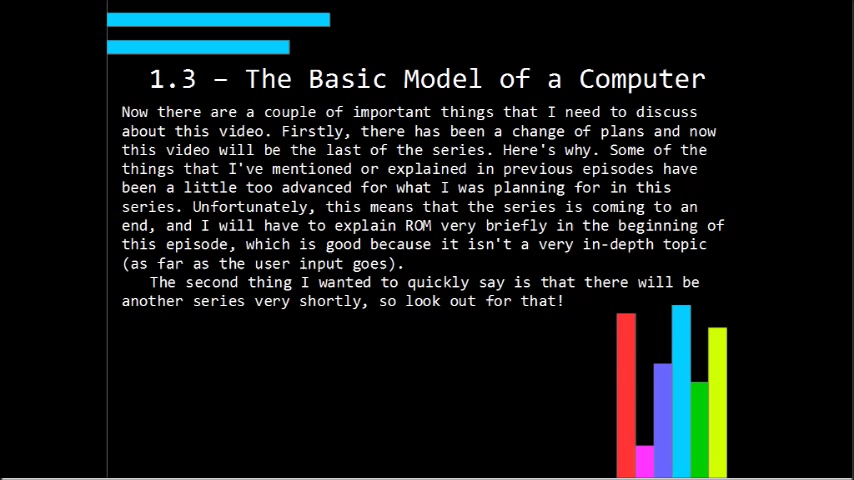 1.3 – The Basic Model of a Computer
Now there are a couple of important things that I need to discuss
about this video. Firstly, there has been a change of plans and now
this video will be the last of the series. Here's why. Some of the
things that I've mentioned or explained in previous episodes have
been a little too advanced for what I was planning for in this
series. Unfortunately, this means that the series is coming to an
end, and I will have to explain ROM very briefly in the beginning of
this episode, which is good because it isn't a very in-depth topic
(as far as the user input goes).
The second thing I wanted to quickly say is that there will be
another series very shortly, so look out for that!